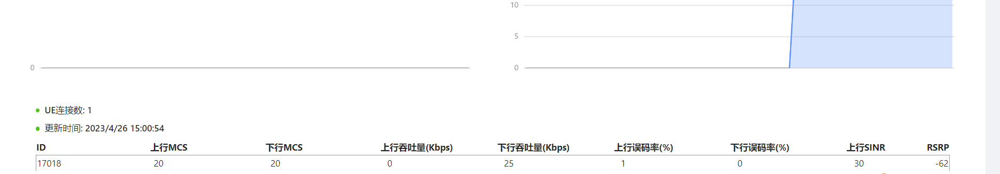 10
5
0
0
UE连接数: 1
更新时间: 2023/4/26 15:00:54
ID 上行MCS 下行MCS 上行吞吐量(Kbps) 下行吞吐量(Kbps) 上行误码率(%) 下行误码率(%) 上行SINR RSRP
17018 20 20 0 25 1 0 30 -62